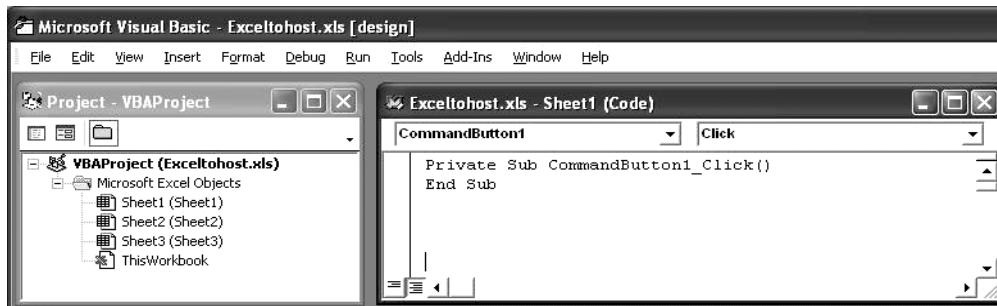 Microsoft Visual Basic - Exceltohost.xls [design]
File Edit View Insert Format Debug Run Tools Add-Ins Window Help
Project - VBAProject
VBAProject (Exceltohost.xls)
Microsoft Excel Objects
Sheet1 (Sheet1)
Sheet2 (Sheet2)
Sheet3 (Sheet3)
ThisWorkbook
Exceltohost.xls - Sheet1 (Code)
CommandButton1 Click
Private Sub CommandButton1_Click()
End Sub